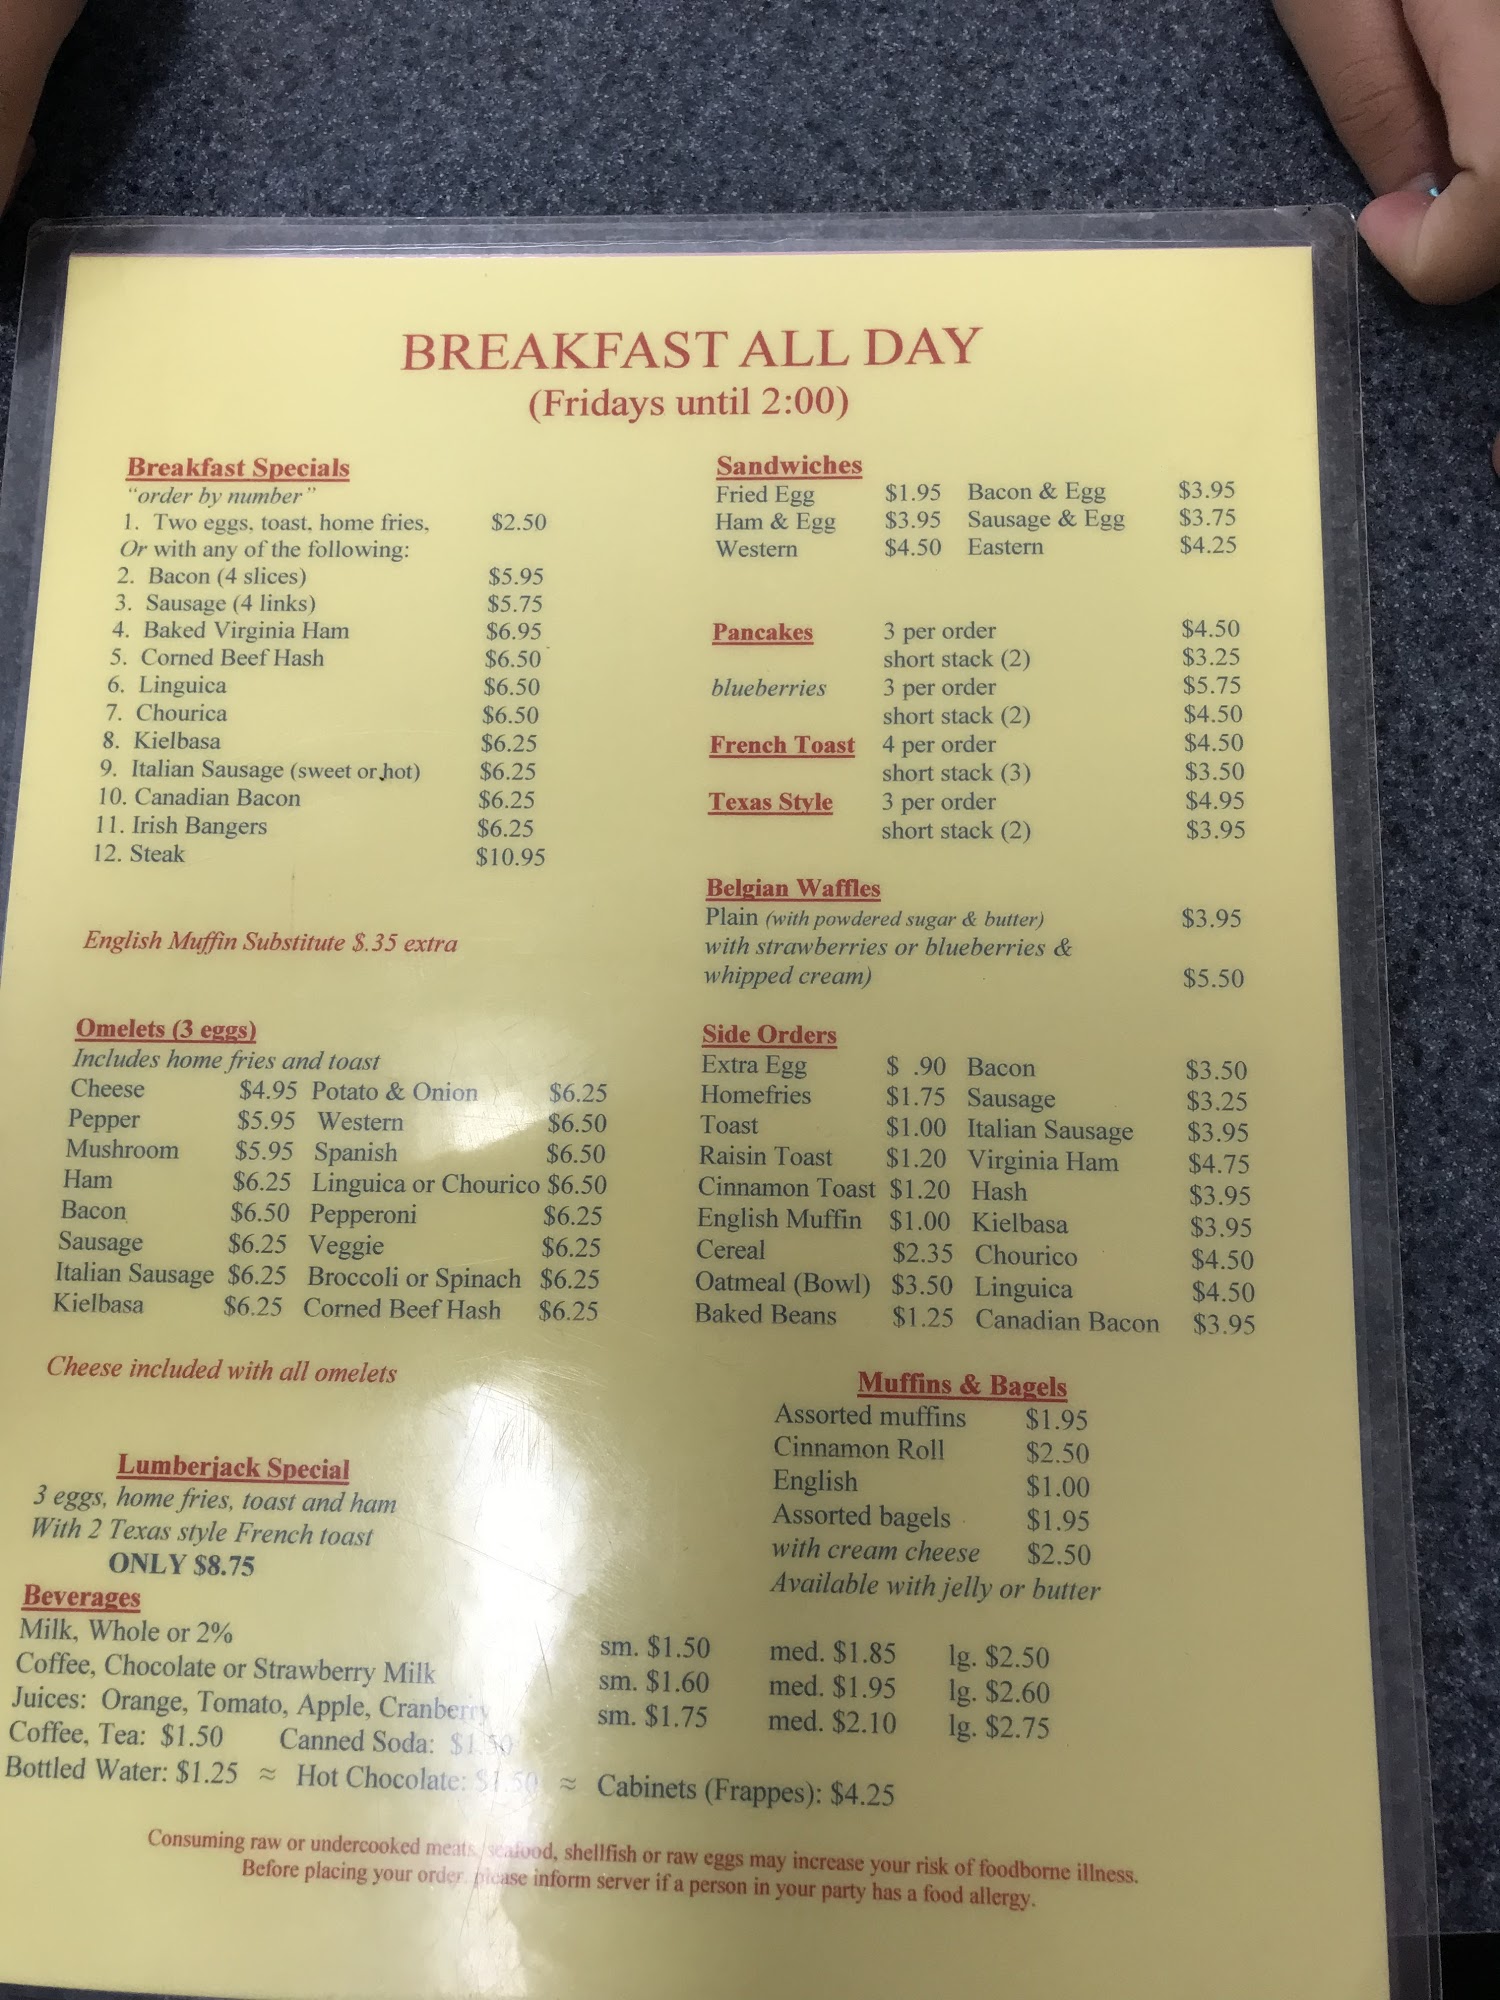 BREAKFAST ALL DAY
(Fridays until 2:00)
Breakfast Specials
"order by number"
1. Two eggs, toast, home fries, $2.50
Or with any of the following:
2. Bacon (4 slices) $5.95
3. Sausage (4 links) $5.75
4. Baked Virginia Ham $6.95
5. Corned Beef Hash $6.50
6. Linguica $6.50
7. Chourica $6.50
8. Kielbasa $6.25
9. Italian Sausage (sweet or hot) $6.25
10. Canadian Bacon $6.25
11. Irish Bangers $6.25
12. Steak $10.95
English Muffin Substitute $.35 extra
Omelets (3 eggs)
Includes home fries and toast
Cheese $4.95 Potato & Onion $6.25
Pepper $5.95 Western $6.50
Mushroom $5.95 Spanish $6.50
Ham $6.25 Linguica or Chourico $6.50
Bacon $6.50 Pepperoni $6.25
Sausage $6.25 Veggie $6.25
Italian Sausage $6.25 Broccoli or Spinach $6.25
Kielbasa $6.25 Corned Beef Hash $6.25
Cheese included with all omelets
Lumberjack Special
3 eggs, home fries, toast and ham
With 2 Texas style French toast
ONLY $8.75
Sandwiches
Fried Egg $1.95 Bacon & Egg $3.95
Ham & Egg $3.95 Sausage & Egg $3.75
Western $4.50 Eastern $4.25
Pancakes 3 per order $4.50
short stack (2) $3.25
blueberries 3 per order $5.75
short stack (2) $4.50
French Toast 4 per order $4.50
short stack (3) $3.50
Texas Style 3 per order $4.95
short stack (2) $3.95
Belgian Waffles
Plain (with powdered sugar & butter) $3.95
with strawberries or blueberries &
whipped cream) $5.50
Side Orders
Extra Egg $ .90 Bacon $3.50
Homefries $1.75 Sausage $3.25
Toast $1.00 Italian Sausage $3.95
Raisin Toast $1.20 Virginia Ham $4.75
Cinnamon Toast $1.20 Hash $3.95
English Muffin $1.00 Kielbasa $3.95
Cereal $2.35 Chourico $4.50
Oatmeal (Bowl) $3.50 Linguica $4.50
Baked Beans $1.25 Canadian Bacon $3.95
Muffins & Bagels
Assorted muffins $1.95
Cinnamon Roll $2.50
English $1.00
Assorted bagels $1.95
with cream cheese $2.50
Available with jelly or butter
Beverages
Milk, Whole or 2% sm. $1.50 med. $1.85 lg. $2.50
Coffee, Chocolate or Strawberry Milk sm. $1.60 med. $1.95 lg. $2.60
Juices: Orange, Tomato, Apple, Cranberry sm. $1.75 med. $2.10 lg. $2.75
Coffee, Tea: $1.50 Canned Soda: $1.50
Bottled Water: $1.25 ≈ Hot Chocolate: $1.50 ≈ Cabinets (Frappes): $4.25
Consuming raw or undercooked meats, seafood, shellfish or raw eggs may increase your risk of foodborne illness.
Before placing your order, please inform server if a person in your party has a food allergy.